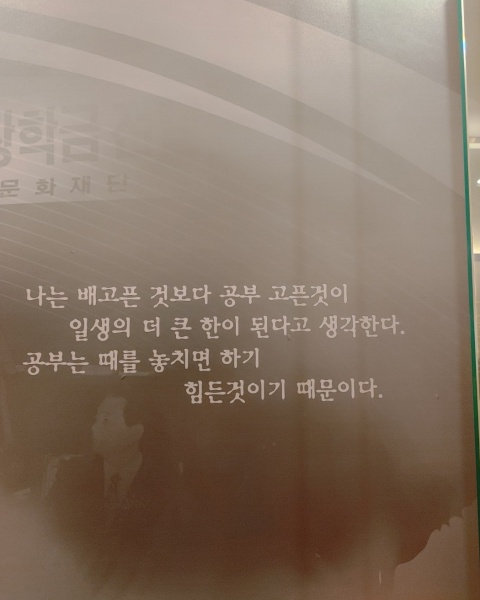 장학금
문화재단
나는 배고픈 것보다 공부 고픈것이
일생의 더 큰 한이 된다고 생각한다.
공부는 때를 놓치면 하기
힘든것이기 때문이다.